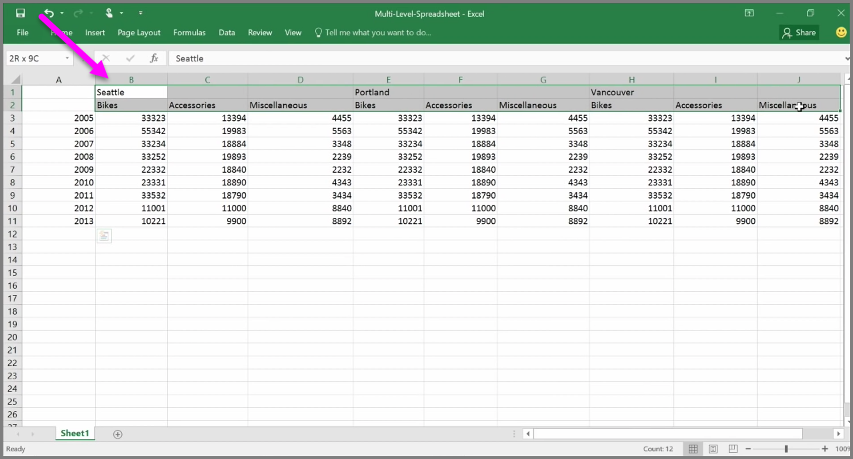 Multi-Level-Spreadsheet - Excel
File Home Insert Page Layout Formulas Data Review View Tell me what you want to do... Share
2R x 9C fx Seattle
A B C D E F G H I J
1 Seattle Portland Vancouver
2 Bikes Accessories Miscellaneous Bikes Accessories Miscellaneous Bikes Accessories Miscellaneous
3 2005 33323 13394 4455 33323 13394 4455 33323 13394 4455
4 2006 55342 19983 5563 55342 19983 5563 55342 19983 5563
5 2007 33234 18884 3348 33234 18884 3348 33234 18884 3348
6 2008 33252 19893 2239 33252 19893 2239 33252 19893 2239
7 2009 22332 18840 2232 22332 18840 2232 22332 18840 2232
8 2010 23331 18890 4343 23331 18890 4343 23331 18890 4343
9 2011 33532 18790 3434 33532 18790 3434 33532 18790 3434
10 2012 11001 11000 8840 11001 11000 8840 11001 11000 8840
11 2013 10221 9900 8892 10221 9900 8892 10221 9900 8892
12
13
14
15
16
17
18
19
20
21
22
23
24
25
26
27
Sheet1
Ready Count: 12 100%